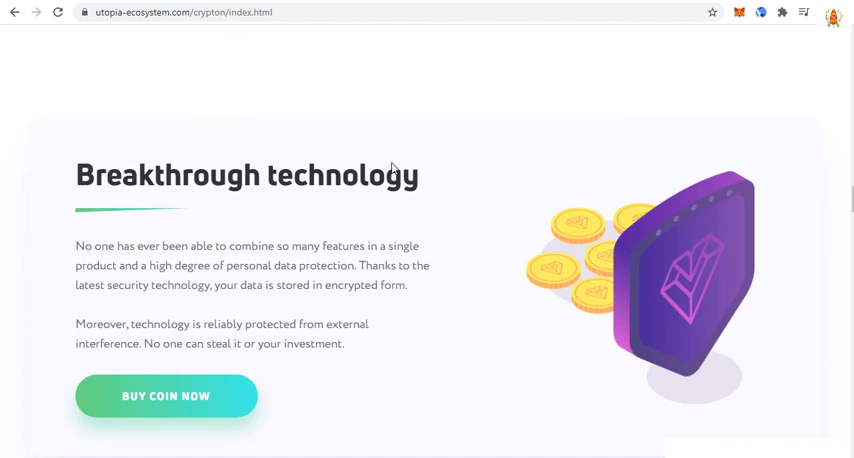 utopia-ecosystem.com/crypton/index.html
Breakthrough technology
No one has ever been able to combine so many features in a single
product and a high degree of personal data protection. Thanks to the
latest security technology, your data is stored in encrypted form.
Moreover, technology is reliably protected from external
interference. No one can steal it or your investment.
BUY COIN NOW